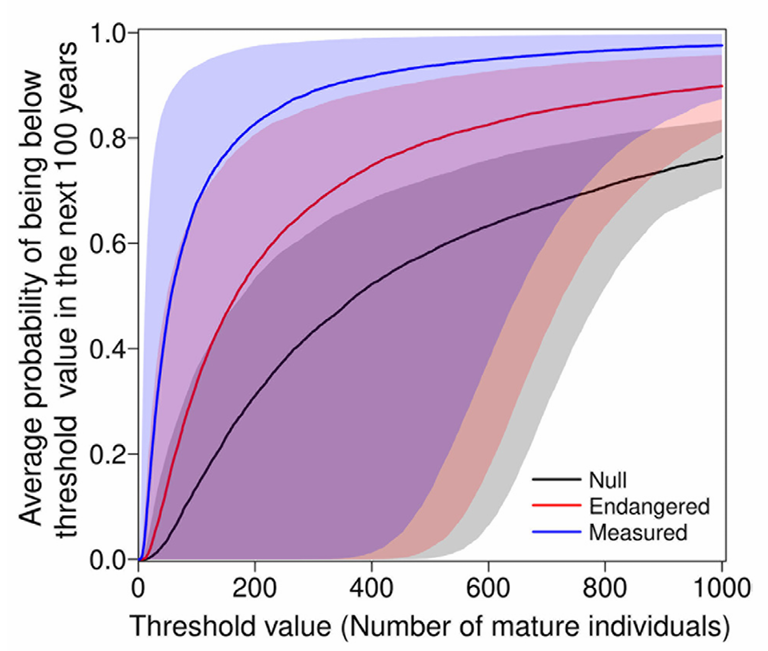 Average probability of being below
threshold value in the next 100 years
1.0
0.8
0.6
0.4
0.2
0.0
Null
Endangered
Measured
0 200 400 600 800 1000
Threshold value (Number of mature individuals)